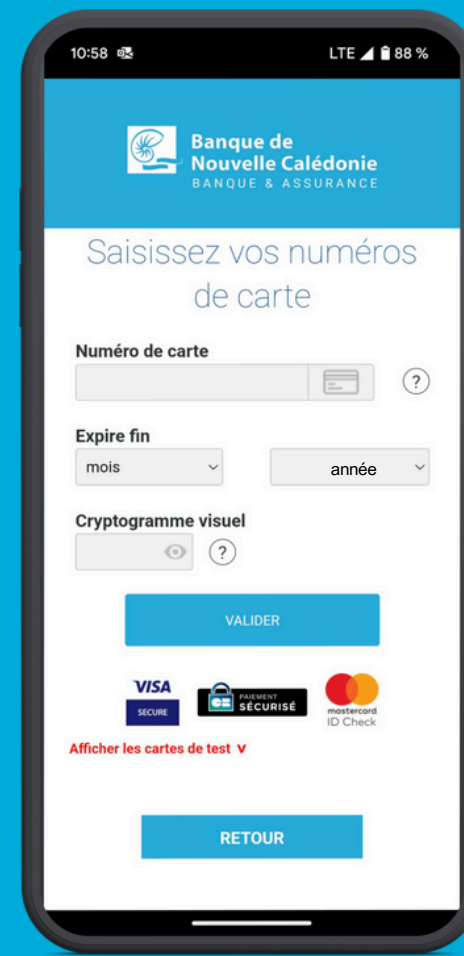 10:58
LTE 88 %
Banque de
Nouvelle Calédonie
BANQUE & ASSURANCE
Saisissez vos numéros
de carte
Numéro de carte
?
Expire fin
mois
année
Cryptogramme visuel
?
VALIDER
VISA
SECURE
CB
PAIEMENT
SÉCURISÉ
mastercard
ID Check
Afficher les cartes de test v
RETOUR